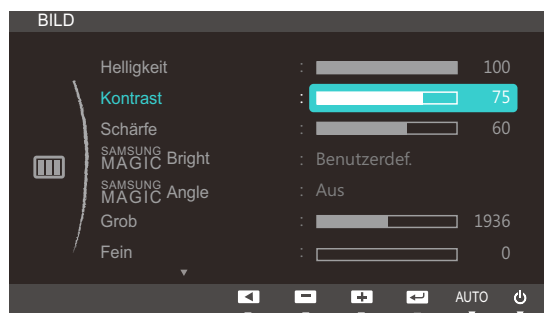 BILD
Helligkeit : 100
Kontrast : 75
Schärfe : 60
SAMSUNG MAGIC Bright : Benutzerdef.
SAMSUNG MAGIC Angle : Aus
Grob : 1936
Fein : 0
AUTO